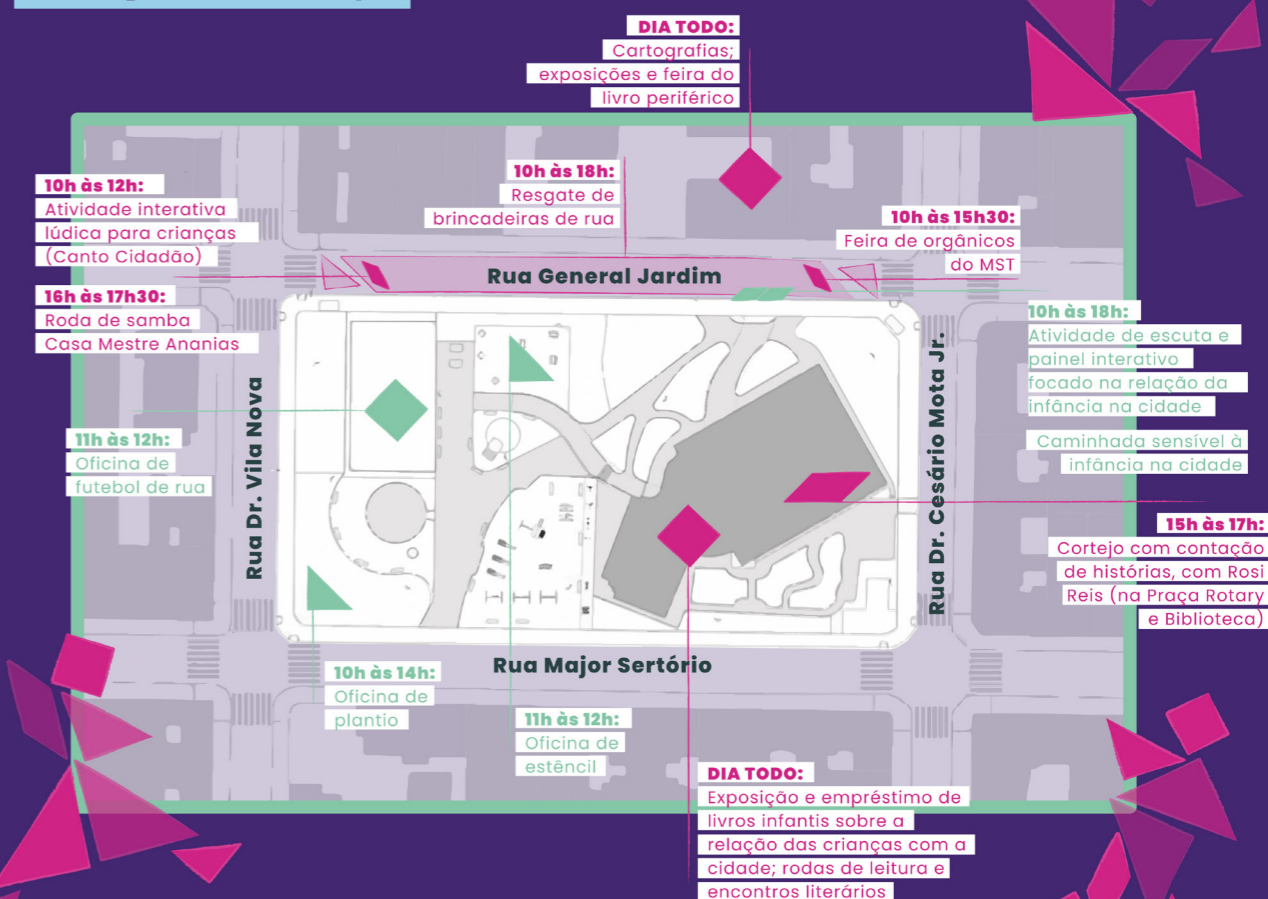 DIA TODO:
Cartografias;
exposições e feira do
livro periférico
10h às 12h:
Atividade interativa
lúdica para crianças
(Canto Cidadão)
16h às 17h30:
Roda de samba
Casa Mestre Ananias
10h às 18h:
Resgate de
brincadeiras de rua
10h às 15h30:
Feira de orgânicos
do MST
Rua General Jardim
10h às 18h:
Atividade de escuta e
painel interativo
focado na relação da
infância na cidade
Caminhada sensível à
infância na cidade
Rua Dr. Vila Nova
Rua Dr. Cesário Mota Jr.
11h às 12h:
Oficina de
futebol de rua
15h às 17h:
Cortejo com contação
de histórias, com Rosi
Reis (na Praça Rotary
e Biblioteca)
Rua Major Sertório
10h às 14h:
Oficina de
plantio
11h às 12h:
Oficina de
estêncil
DIA TODO:
Exposição e empréstimo de
livros infantis sobre a
relação das crianças com a
cidade; rodas de leitura e
encontros literários